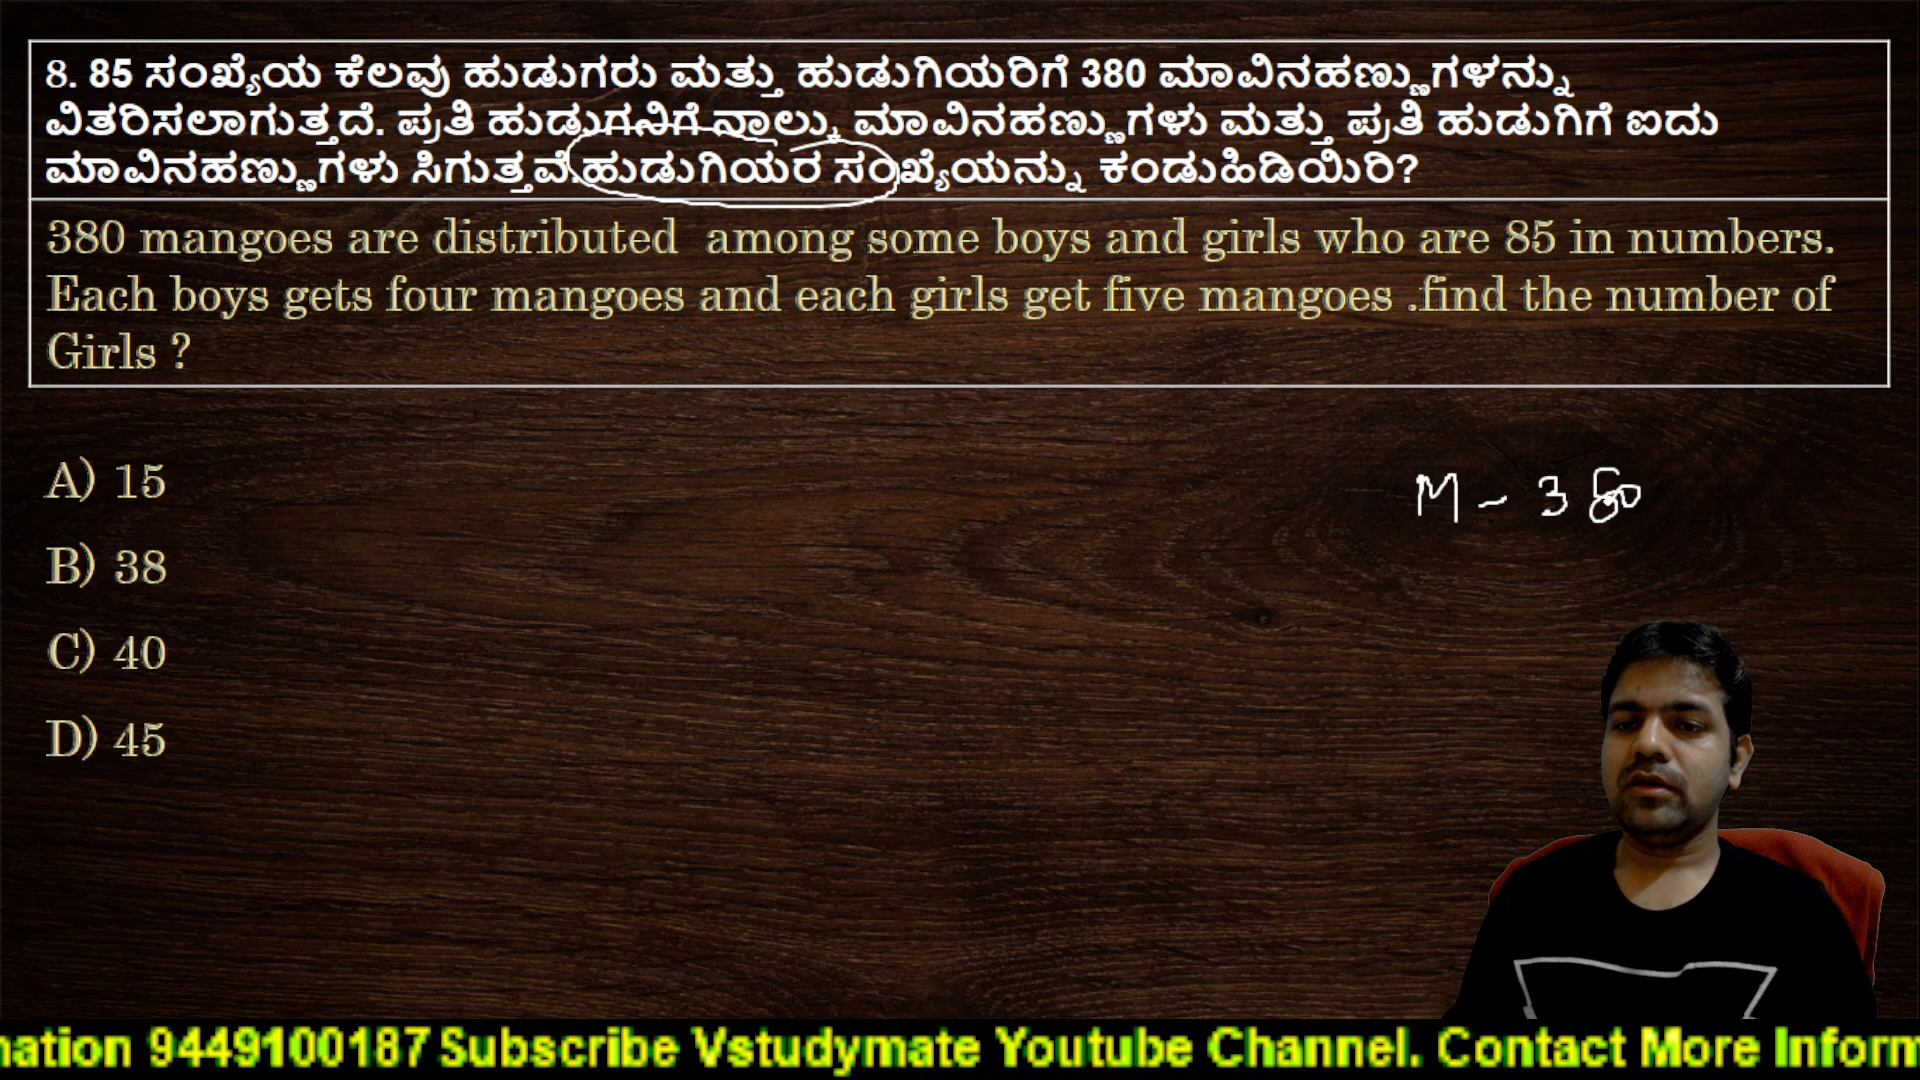 8. 85 ಸಂಖ್ಯೆಯ ಕೆಲವು ಹುಡುಗರು ಮತ್ತು ಹುಡುಗಿಯರಿಗೆ 380 ಮಾವಿನಹಣ್ಣುಗಳನ್ನು
ವಿತರಿಸಲಾಗುತ್ತದೆ. ಪ್ರತಿ ಹುಡುಗನಿಗೆ ನಾಲ್ಕು ಮಾವಿನಹಣ್ಣುಗಳು ಮತ್ತು ಪ್ರತಿ ಹುಡುಗಿಗೆ ಐದು
ಮಾವಿನಹಣ್ಣುಗಳು ಸಿಗುತ್ತವೆ.ಹುಡುಗಿಯರ ಸಂಖ್ಯೆಯನ್ನು ಕಂಡುಹಿಡಿಯಿರಿ?
380 mangoes are distributed among some boys and girls who are 85 in numbers.
Each boys gets four mangoes and each girls get five mangoes .find the number of
Girls ?
A) 15
B) 38
C) 40
D) 45
M - 380
nation 9449100187 Subscribe Vstudymate Youtube Channel. Contact More Inform